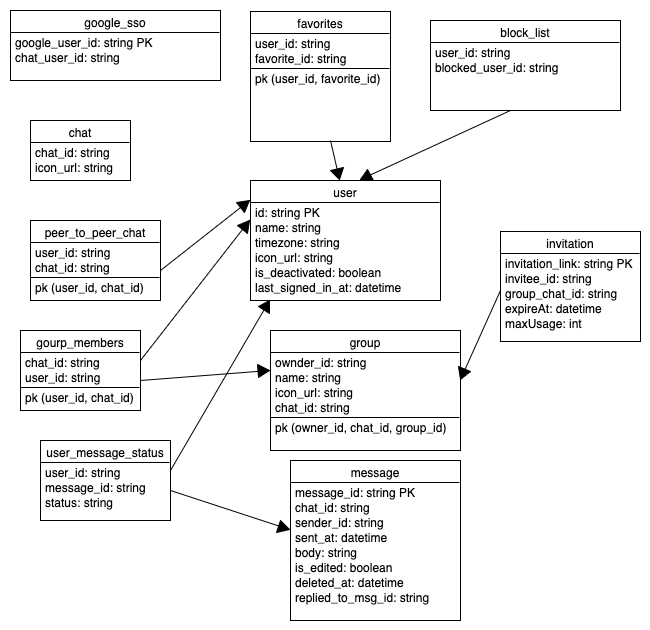 google_sso
google_user_id: string PK
chat_user_id: string
favorites
user_id: string
favorite_id: string
pk (user_id, favorite_id)
block_list
user_id: string
blocked_user_id: string
chat
chat_id: string
icon_url: string
user
id: string PK
name: string
timezone: string
icon_url: string
is_deactivated: boolean
last_signed_in_at: datetime
peer_to_peer_chat
user_id: string
chat_id: string
pk (user_id, chat_id)
invitation
invitation_link: string PK
invitee_id: string
group_chat_id: string
expireAt: datetime
maxUsage: int
gourp_members
chat_id: string
user_id: string
pk (user_id, chat_id)
group
ownder_id: string
name: string
icon_url: string
chat_id: string
pk (owner_id, chat_id, group_id)
user_message_status
user_id: string
message_id: string
status: string
message
message_id: string PK
chat_id: string
sender_id: string
sent_at: datetime
body: string
is_edited: boolean
deleted_at: datetime
replied_to_msg_id: string